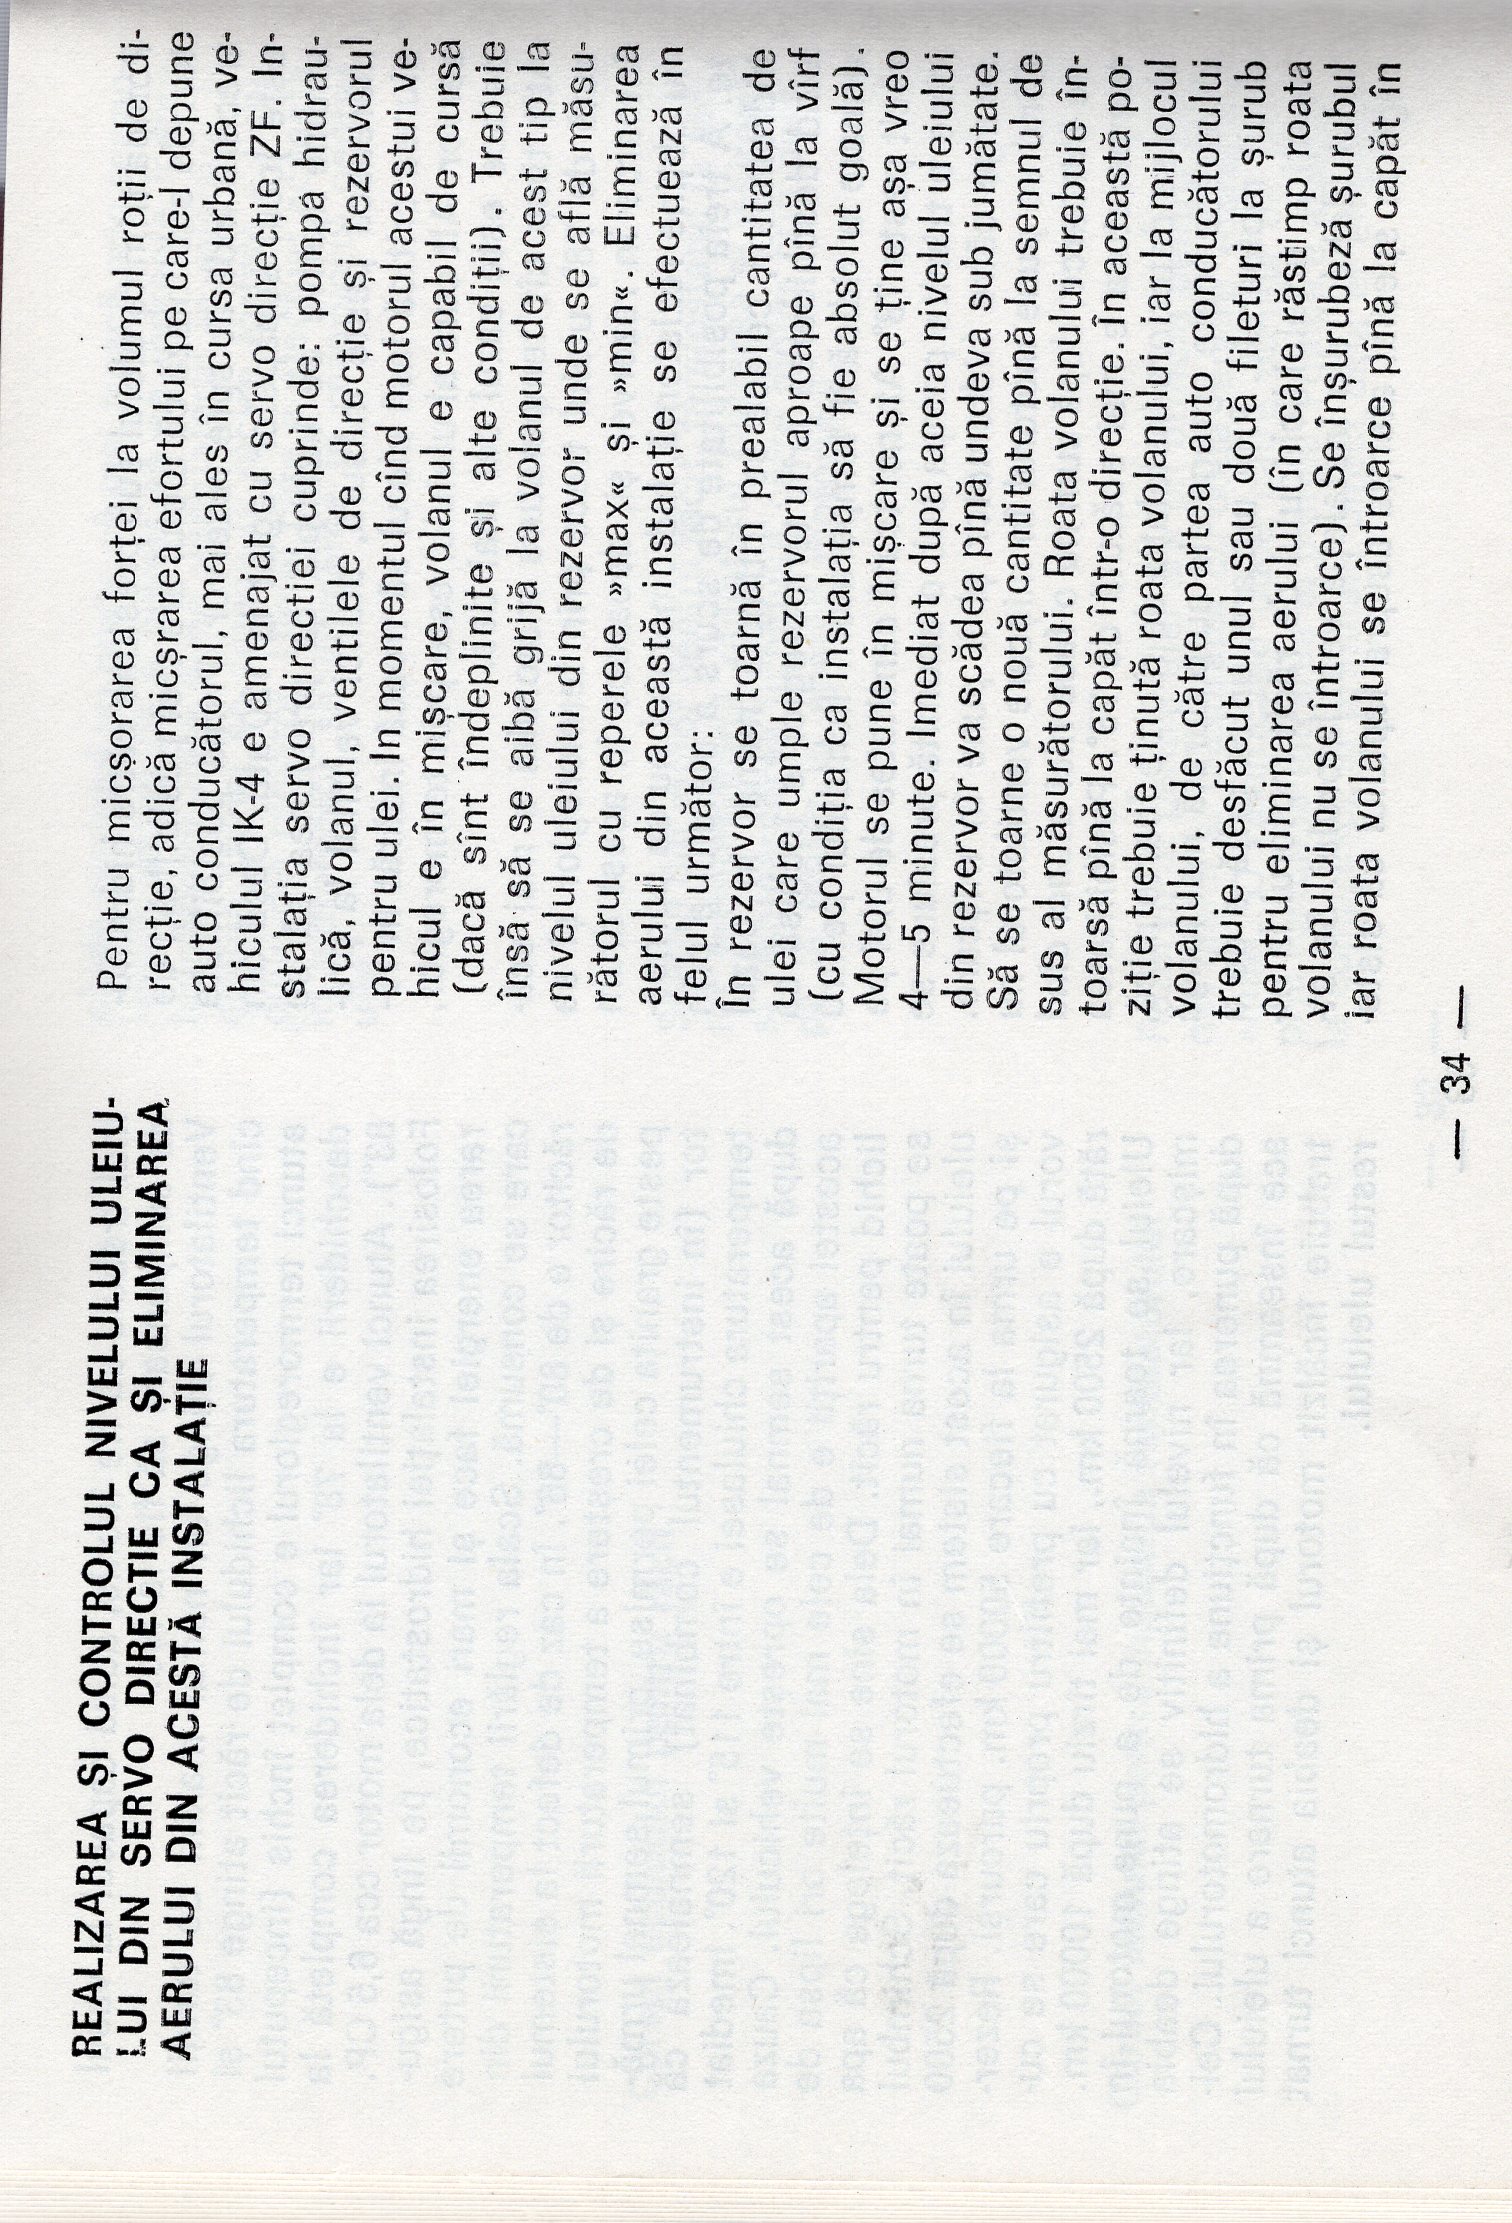 REALIZAREA ȘI CONTROLUL NIVELULUI ULEIU-
LUI DIN SERVO DIRECTIE CA ȘI ELIMINAREA
AERULUI DIN ACESTĂ INSTALAȚIE
Pentru micșorarea forței la volumul roții de di-
recție, adică micșrarea efortului pe care-l depune
auto conducătorul, mai ales în cursa urbană, ve-
hiculul IK-4 e amenajat cu servo direcție ZF. In-
stalația servo directiei cuprinde: pompa hidrau-
lică, volanul, ventilele de direcție și rezervorul
pentru ulei. In momentul cînd motorul acestui ve-
hicul e în mișcare, volanul e capabil de cursă
(dacă sînt îndeplinite și alte condiții). Trebuie
însă să se aibă grijă la volanul de acest tip la
nivelul uleiului din rezervor unde se află măsu-
rătorul cu reperele »max« și »min«. Eliminarea
aerului din această instalație se efectuează în
felul următor:
În rezervor se toarnă în prealabil cantitatea de
ulei care umple rezervorul aproape pînă la vîrf
(cu condiția ca instalația să fie absolut goală).
Motorul se pune în mișcare și se ține așa vreo
4—5 minute. Imediat după aceia nivelul uleiului
din rezervor va scădea pînă undeva sub jumătate.
Să se toarne o nouă cantitate pînă la semnul de
sus al măsurătorului. Roata volanului trebuie în-
toarsă pînă la capăt într-o direcție. În această po-
ziție trebuie ținută roata volanului, iar la mijlocul
volanului, de către partea auto conducătorului
trebuie desfăcut unul sau două fileturi la șurub
pentru eliminarea aerului (în care răstimp roata
volanului nu se întroarce). Se înșurubeză șurubul
iar roata volanului se întroarce pînă la capăt în
— 34 —